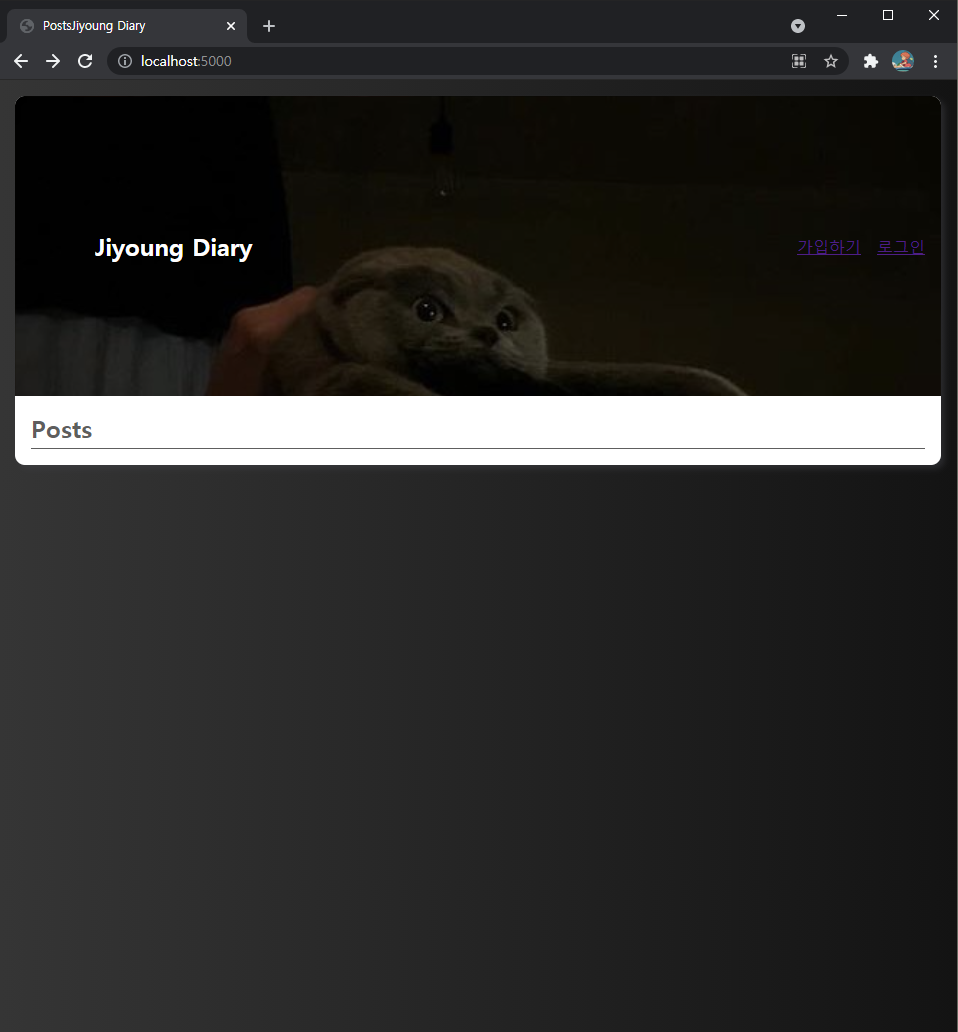 PostsJiyoung Diary
localhost:5000
Jiyoung Diary
가입하기 로그인
Posts